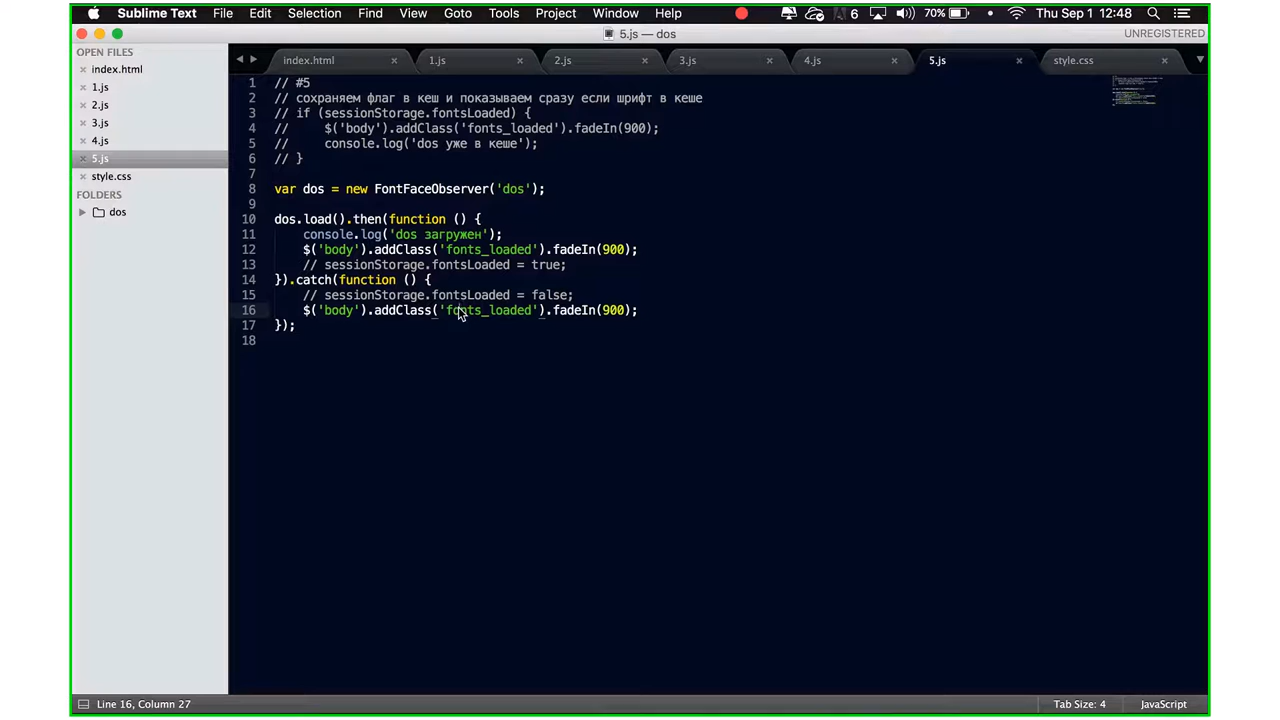 Sublime Text File Edit Selection Find View Goto Tools Project Window Help 6 70% Thu Sep 1 12:48
5.js — dos UNREGISTERED
OPEN FILES
index.html
1.js
2.js
3.js
4.js
5.js
style.css
FOLDERS
dos
index.html 1.js 2.js 3.js 4.js 5.js style.css
1 // #5
2 // сохраняем флаг в кеш и показываем сразу если шрифт в кеше
3 // if (sessionStorage.fontsLoaded) {
4 // $('body').addClass('fonts_loaded').fadeIn(900);
5 // console.log('dos уже в кеше');
6 // }
7
8 var dos = new FontFaceObserver('dos');
9
10 dos.load().then(function () {
11 console.log('dos загружен');
12 $('body').addClass('fonts_loaded').fadeIn(900);
13 // sessionStorage.fontsLoaded = true;
14 }).catch(function () {
15 // sessionStorage.fontsLoaded = false;
16 $('body').addClass('fonts_loaded').fadeIn(900);
17 });
18
Line 16, Column 27 Tab Size: 4 JavaScript